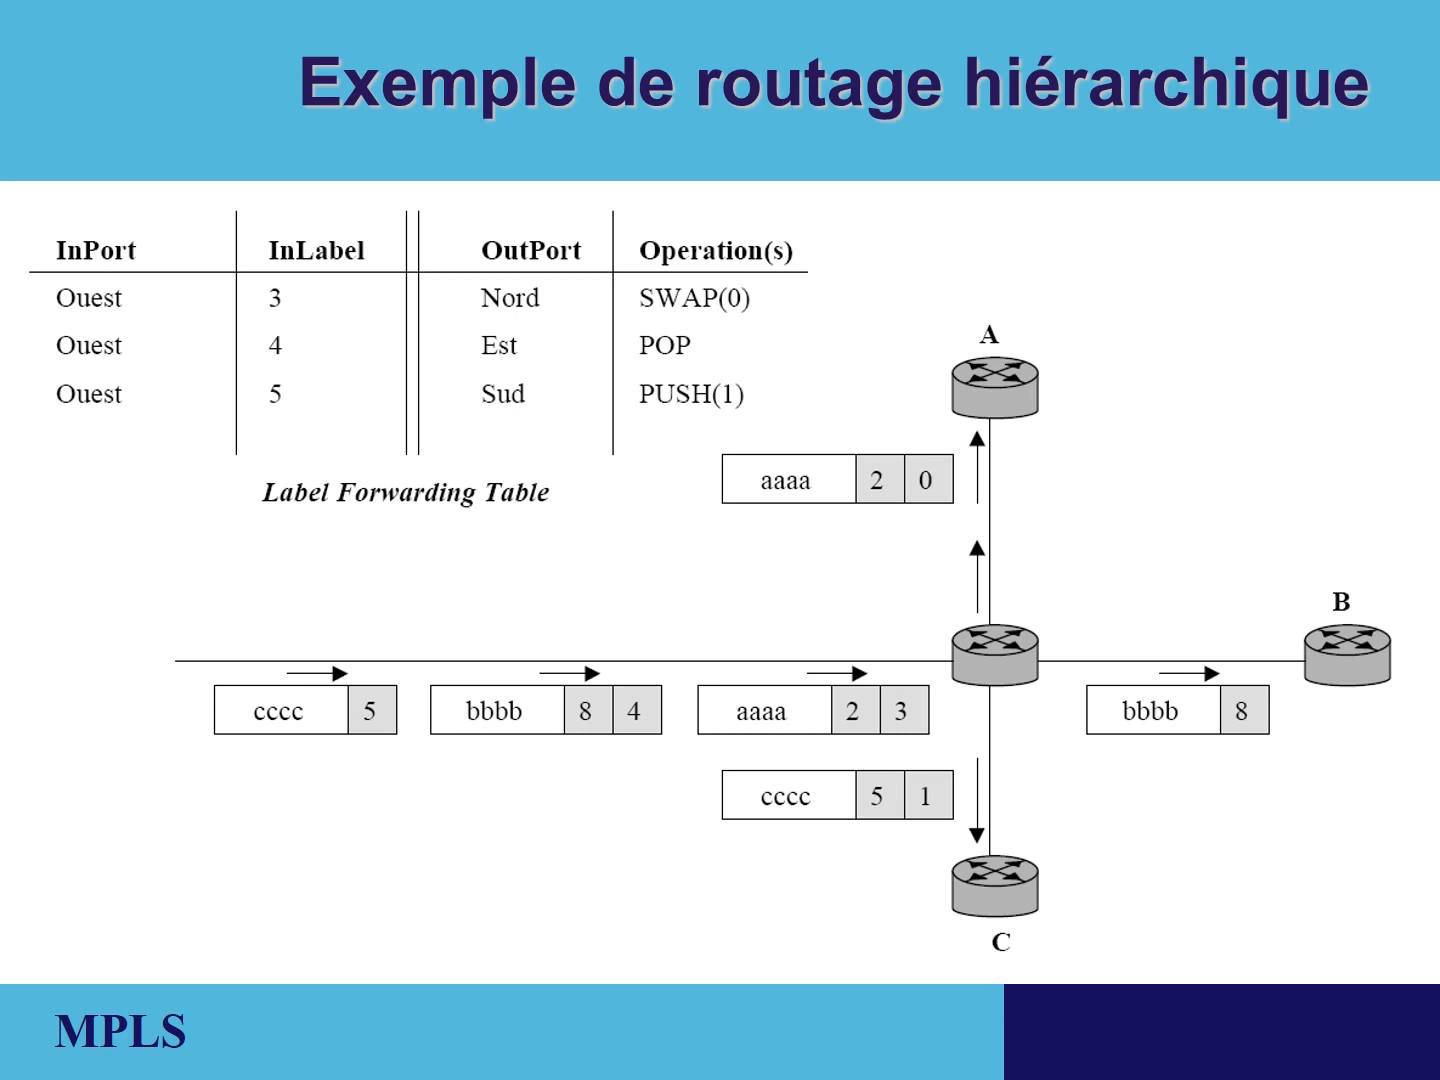 Exemple de routage hiérarchique
InPort InLabel OutPort Operation(s)
Ouest 3 Nord SWAP(0)
Ouest 4 Est POP
Ouest 5 Sud PUSH(1)
Label Forwarding Table
A
aaaa 2 0
B
cccc 5 bbbb 8 4 aaaa 2 3 bbbb 8
cccc 5 1
C
MPLS